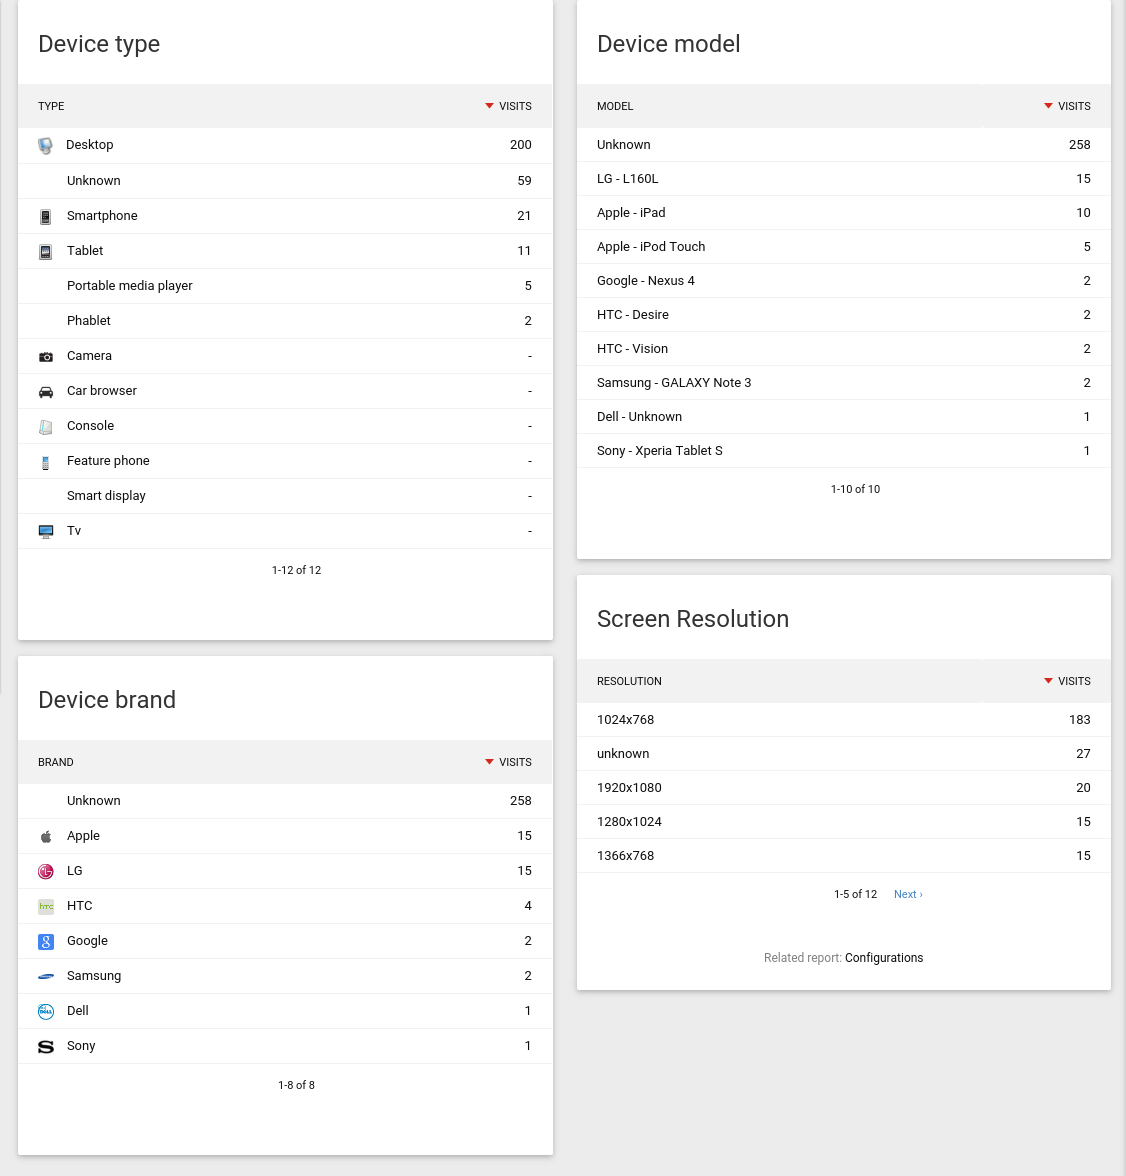 Device type
TYPE VISITS
Desktop 200
Unknown 59
Smartphone 21
Tablet 11
Portable media player 5
Phablet 2
Camera -
Car browser -
Console -
Feature phone -
Smart display -
Tv -
1-12 of 12
Device brand
BRAND VISITS
Unknown 258
Apple 15
LG 15
HTC 4
Google 2
Samsung 2
Dell 1
Sony 1
1-8 of 8
Device model
MODEL VISITS
Unknown 258
LG - L160L 15
Apple - iPad 10
Apple - iPod Touch 5
Google - Nexus 4 2
HTC - Desire 2
HTC - Vision 2
Samsung - GALAXY Note 3 2
Dell - Unknown 1
Sony - Xperia Tablet S 1
1-10 of 10
Screen Resolution
RESOLUTION VISITS
1024x768 183
unknown 27
1920x1080 20
1280x1024 15
1366x768 15
1-5 of 12 Next ›
Related report: Configurations